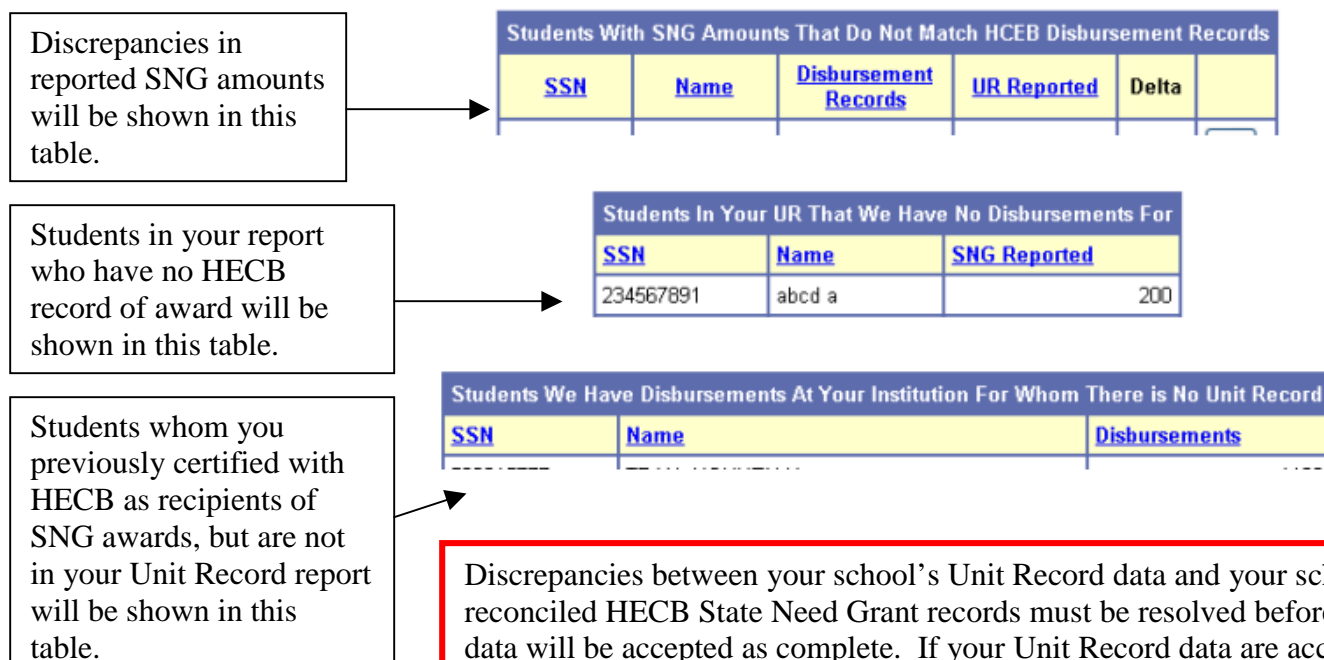 Discrepancies in
reported SNG amounts
will be shown in this
table.
Students With SNG Amounts That Do Not Match HCEB Disbursement Records
SSN Name Disbursement Records UR Reported Delta
Students in your report
who have no HECB
record of award will be
shown in this table.
Students In Your UR That We Have No Disbursements For
SSN Name SNG Reported
234567891 abcd a 200
Students whom you
previously certified with
HECB as recipients of
SNG awards, but are not
in your Unit Record report
will be shown in this
table.
Students We Have Disbursements At Your Institution For Whom There is No Unit Record
SSN Name Disbursements
Discrepancies between your school's Unit Record data and your
reconciled HECB State Need Grant records must be resolved before
data will be accepted as complete. If your Unit Record data are